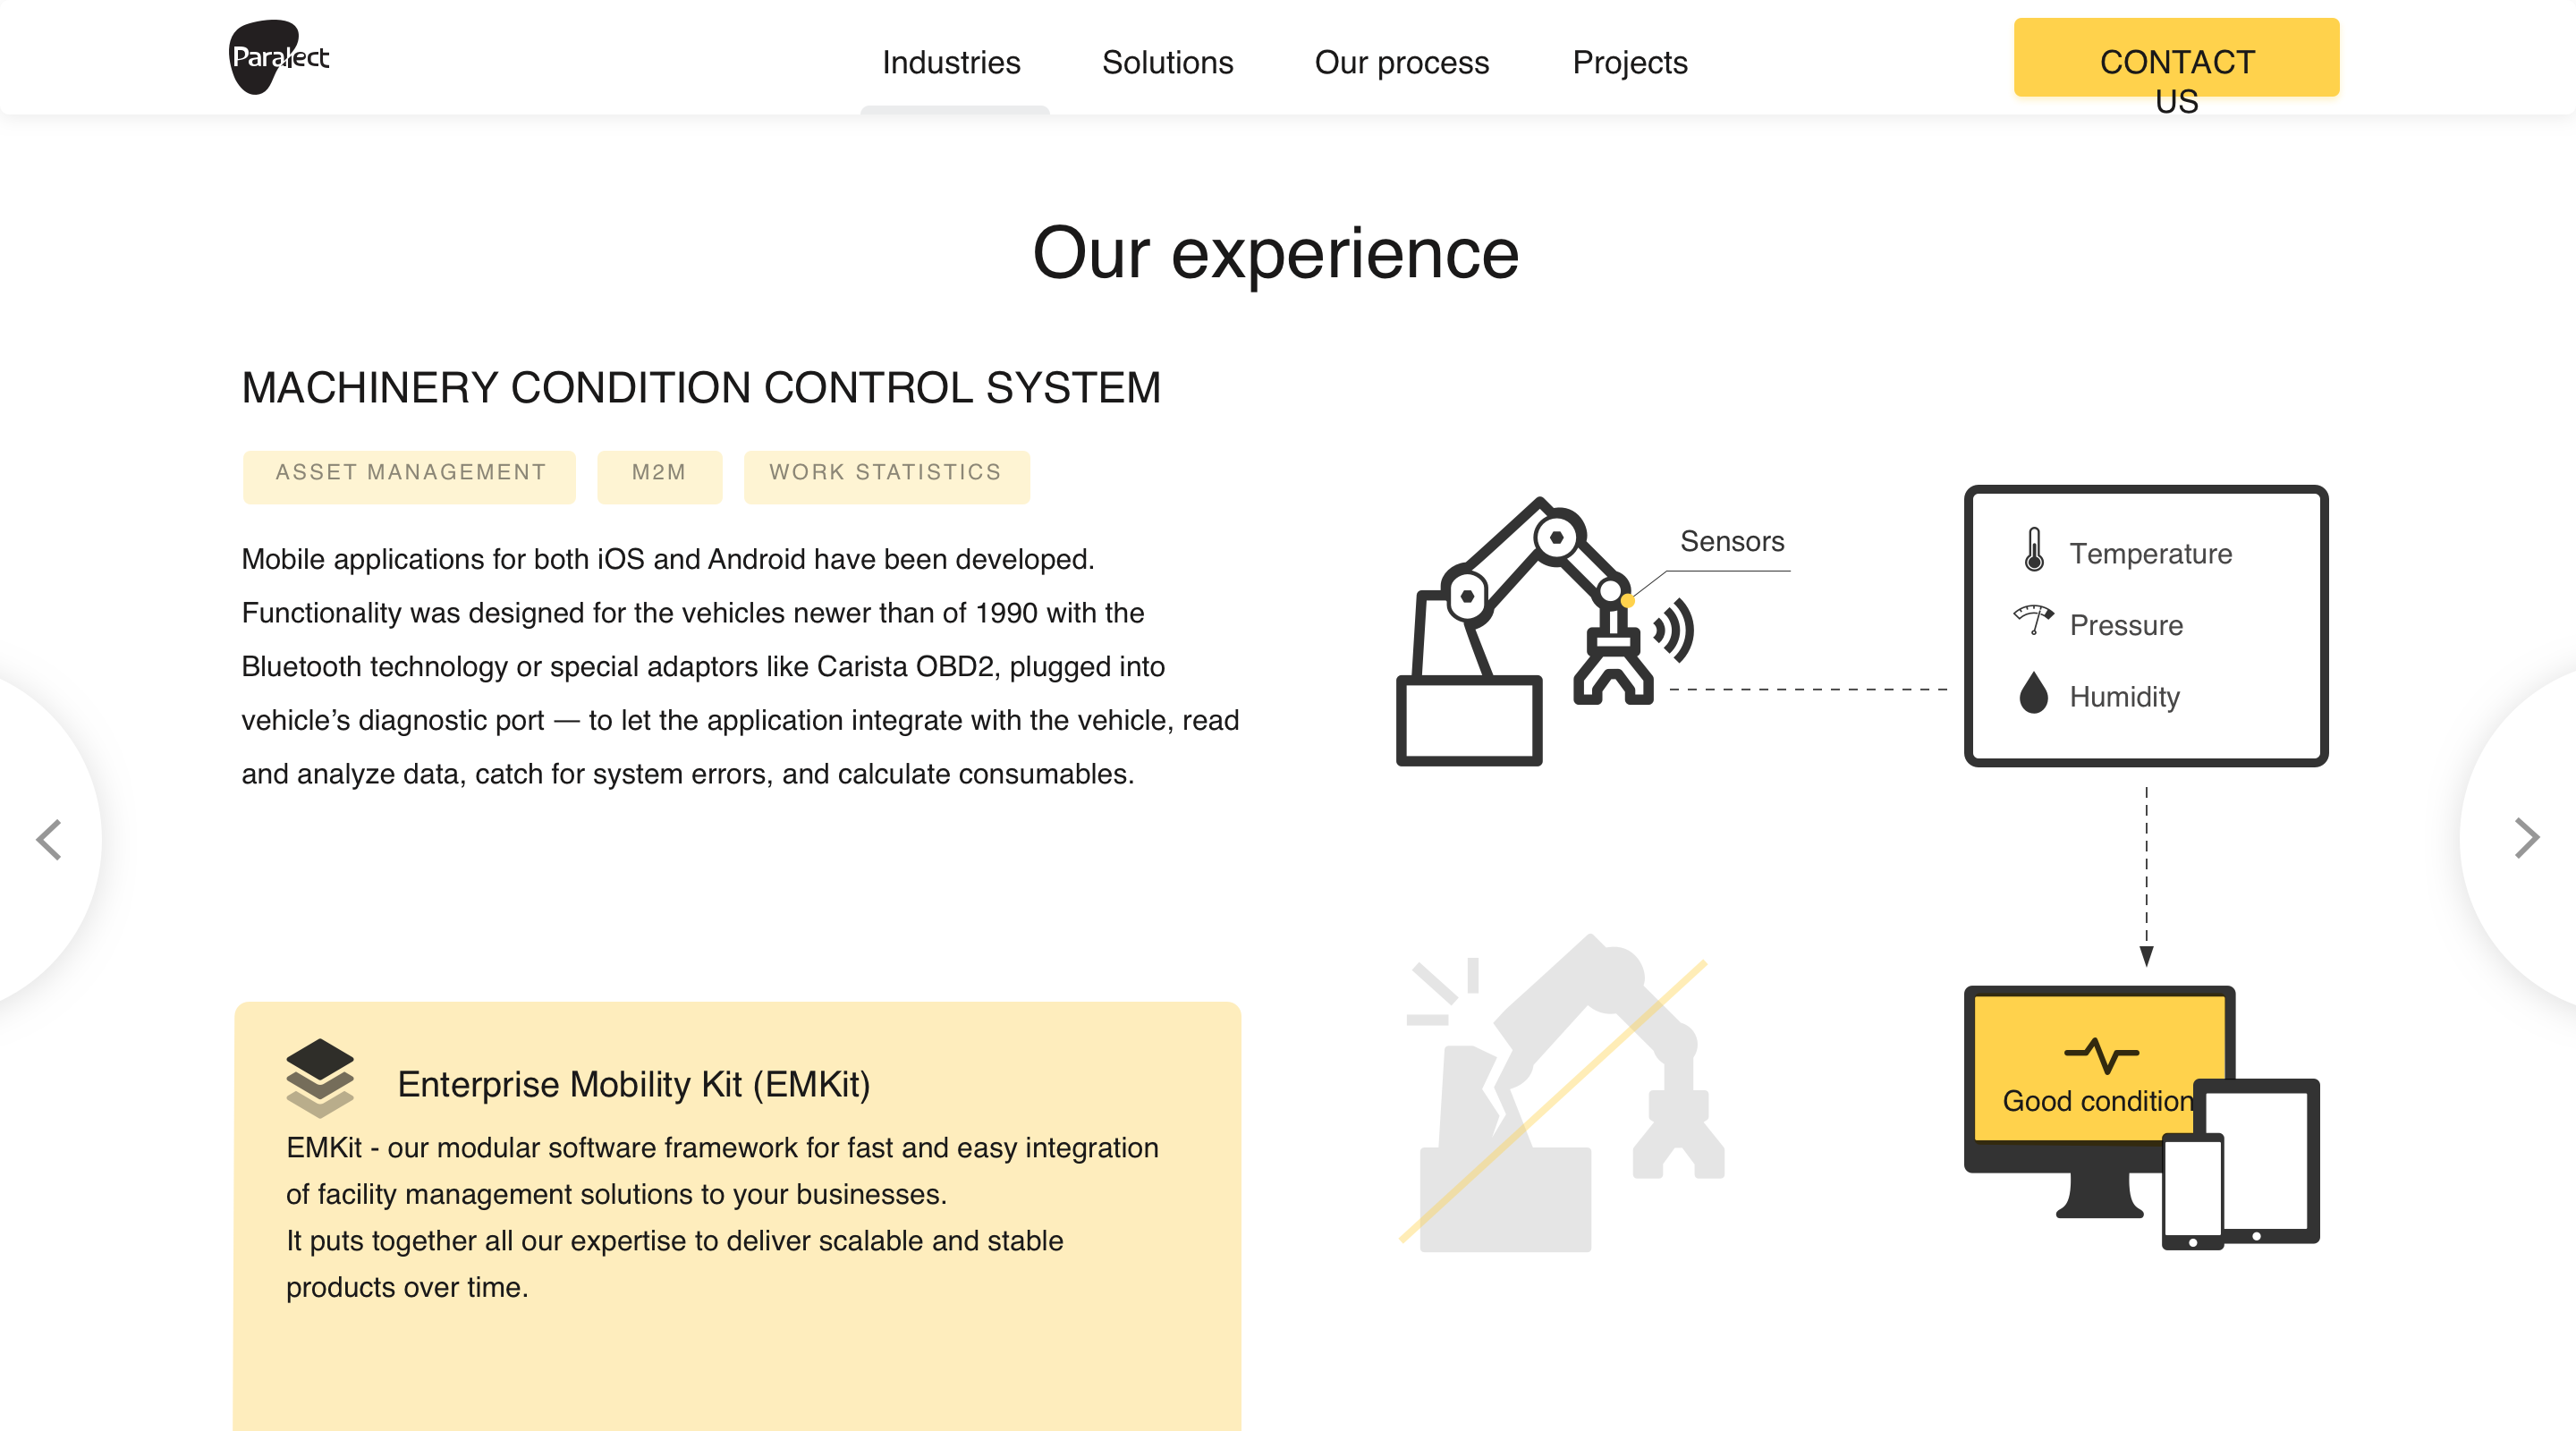 Paralect
Industries
Solutions
Our process
Projects
CONTACT
US
Our experience
MACHINERY CONDITION CONTROL SYSTEM
ASSET MANAGEMENT
M2M
WORK STATISTICS
Mobile applications for both iOS and Android have been developed.
Functionality was designed for the vehicles newer than of 1990 with the
Bluetooth technology or special adaptors like Carista OBD2, plugged into
vehicle’s diagnostic port — to let the application integrate with the vehicle, read
and analyze data, catch for system errors, and calculate consumables.
Sensors
Temperature
Pressure
Humidity
Good condition
Enterprise Mobility Kit (EMKit)
EMKit - our modular software framework for fast and easy integration
of facility management solutions to your businesses.
It puts together all our expertise to deliver scalable and stable
products over time.